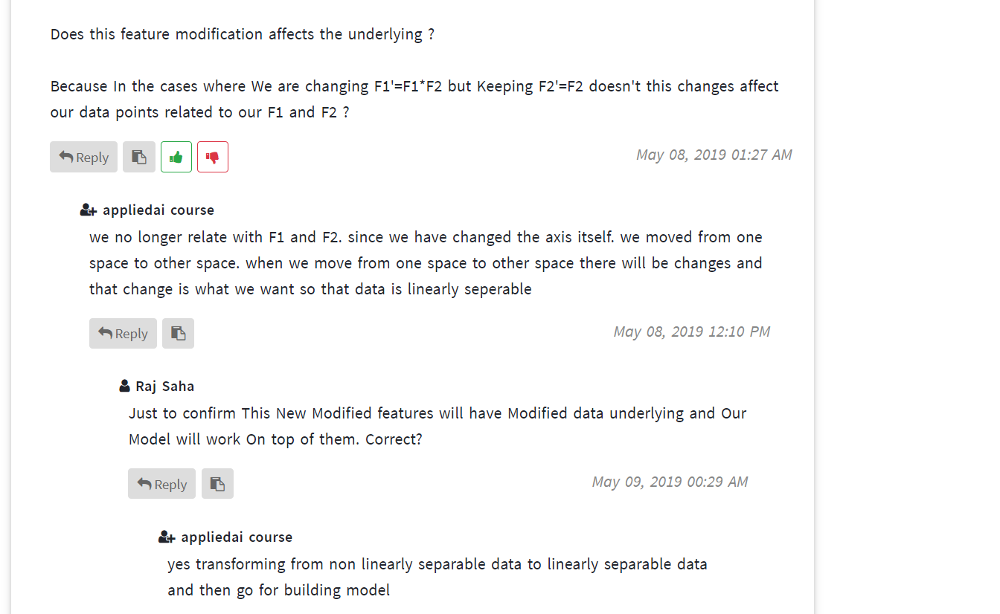 Does this feature modification affects the underlying ?
Because In the cases where We are changing F1'=F1*F2 but Keeping F2'=F2 doesn't this changes affect
our data points related to our F1 and F2 ?
Reply
May 08, 2019 01:27 AM
appliedai course
we no longer relate with F1 and F2. since we have changed the axis itself. we moved from one
space to other space. when we move from one space to other space there will be changes and
that change is what we want so that data is linearly seperable
Reply
May 08, 2019 12:10 PM
Raj Saha
Just to confirm This New Modified features will have Modified data underlying and Our
Model will work On top of them. Correct?
Reply
May 09, 2019 00:29 AM
appliedai course
yes transforming from non linearly separable data to linearly separable data
and then go for building model